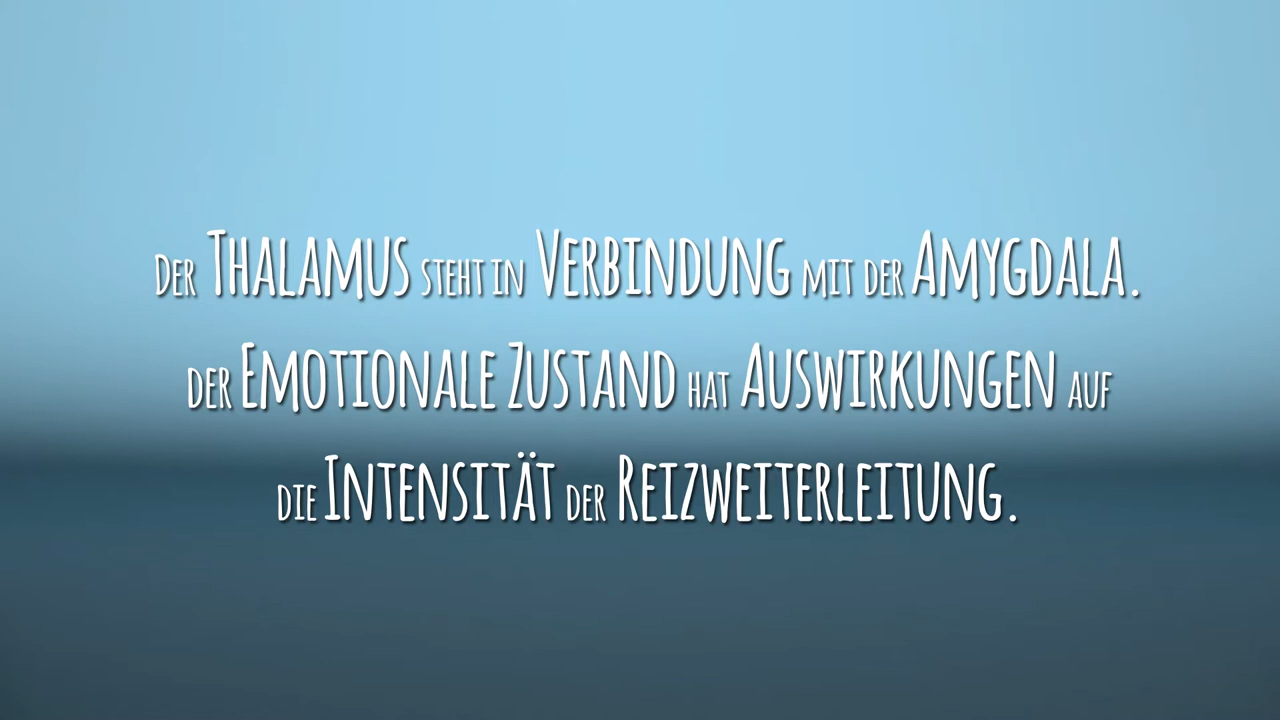 Der Thalamus steht in Verbindung mit der Amygdala.
der Emotionale Zustand hat Auswirkungen auf
die Intensität der Reizweiterleitung.